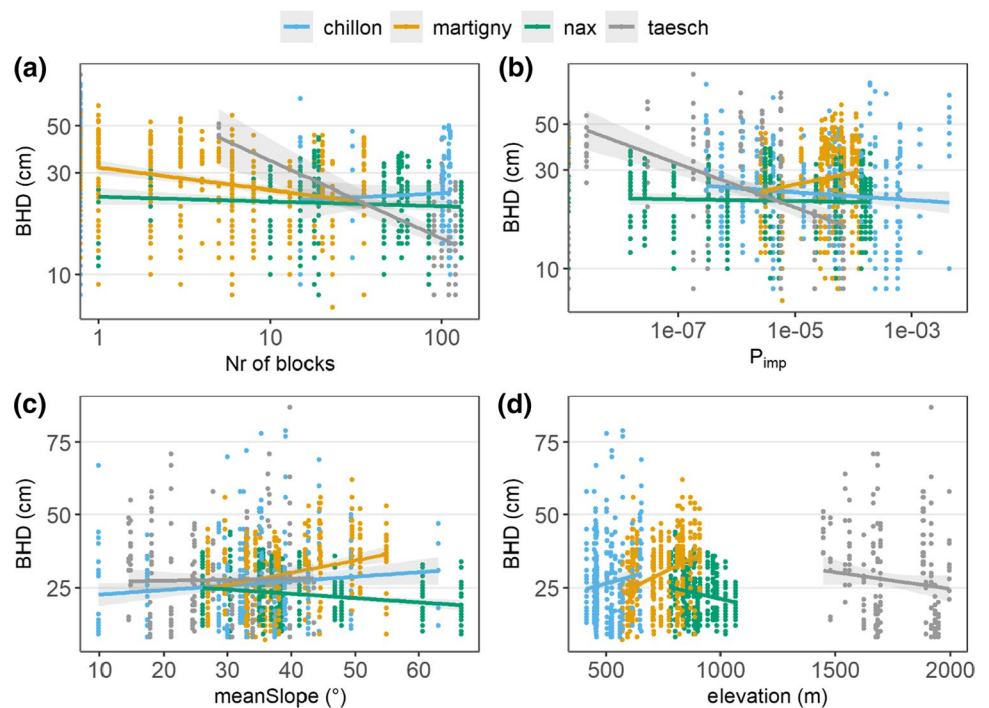 chillon martigny nax taesch
(a)
50
30
10
BHD (cm)
1 10 100
Nr of blocks
(b)
50
30
10
BHD (cm)
1e-07 1e-05 1e-03
Pimp
(c)
75
50
25
BHD (cm)
10 20 30 40 50 60
meanSlope (°)
(d)
75
50
25
BHD (cm)
500 1000 1500 2000
elevation (m)